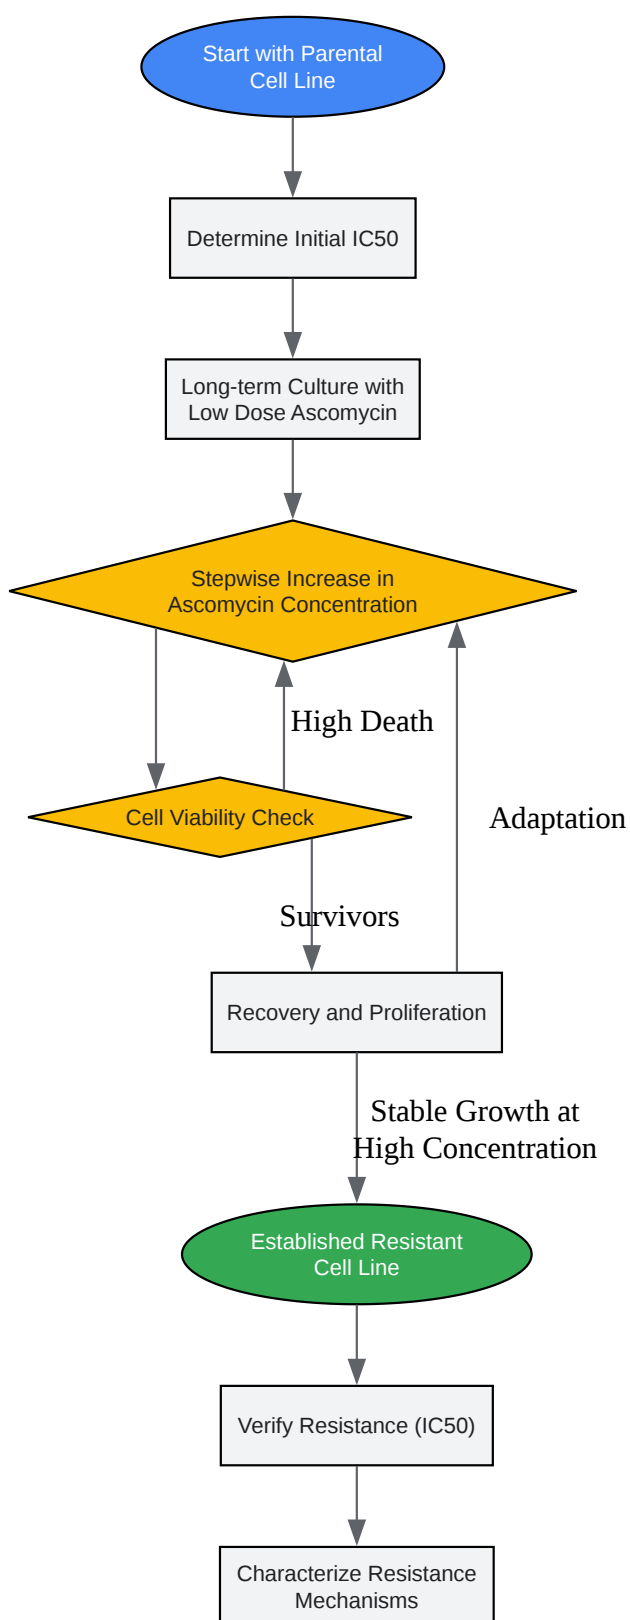 Start with Parental
Cell Line
Determine Initial IC50
Long-term Culture with
Low Dose Ascomycin
Stepwise Increase in
Ascomycin Concentration
High Death
Cell Viability Check
Adaptation
Survivors
Recovery and Proliferation
Stable Growth at
High Concentration
Established Resistant
Cell Line
Verify Resistance (IC50)
Characterize Resistance
Mechanisms